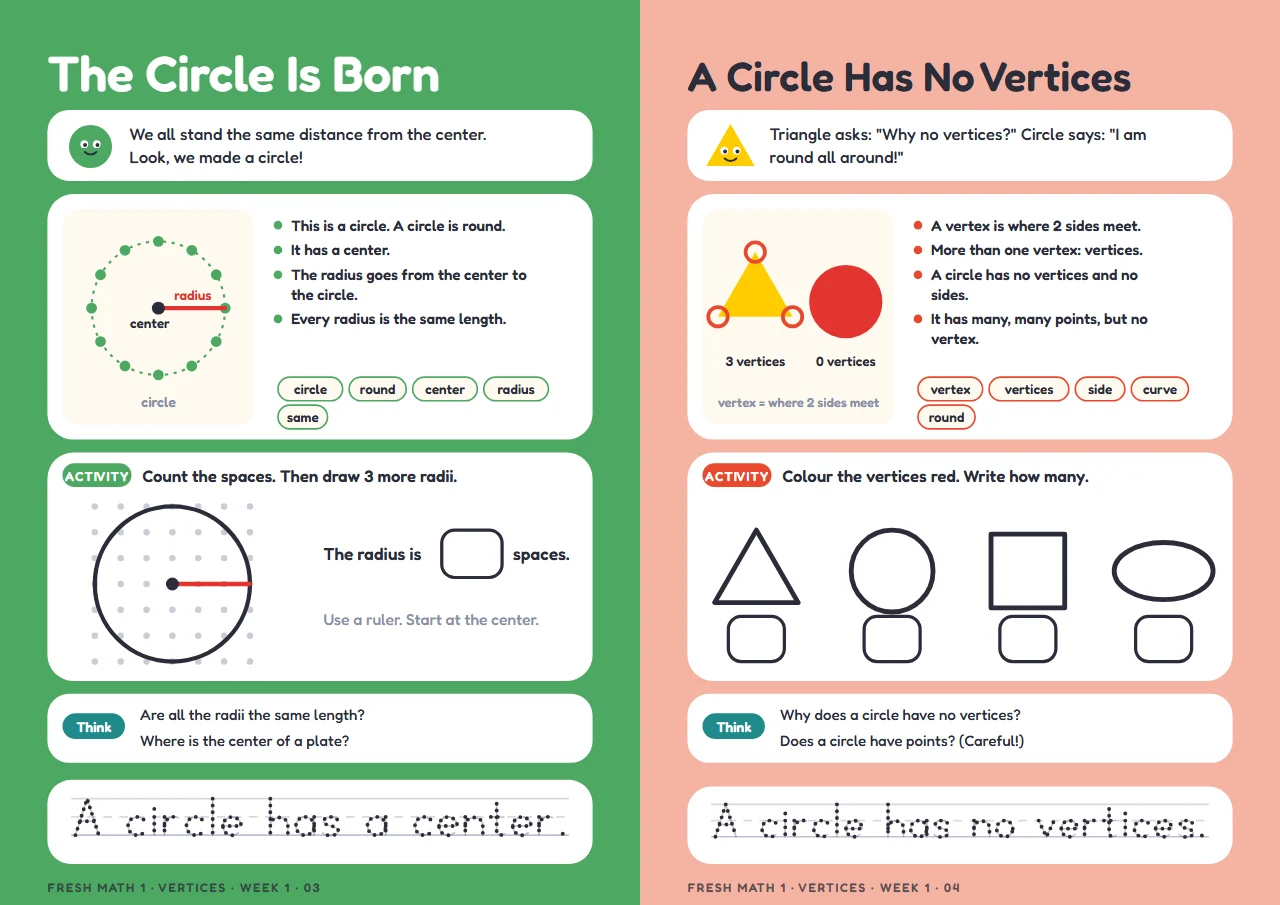 The Circle Is Born
We all stand the same distance from the center.
Look, we made a circle!
radius
center
circle
This is a circle. A circle is round.
It has a center.
The radius goes from the center to
the circle.
Every radius is the same length.
circle round center radius
same
ACTIVITY Count the spaces. Then draw 3 more radii.
The radius is spaces.
Use a ruler. Start at the center.
Think
Are all the radii the same length?
Where is the center of a plate?
A circle has a center.
FRESH MATH 1 · VERTICES · WEEK 1 · 03
A Circle Has No Vertices
Triangle asks: "Why no vertices?" Circle says: "I am
round all around!"
3 vertices 0 vertices
vertex = where 2 sides meet
A vertex is where 2 sides meet.
More than one vertex: vertices.
A circle has no vertices and no
sides.
It has many, many points, but no
vertex.
vertex vertices side curve
round
ACTIVITY Colour the vertices red. Write how many.
Think
Why does a circle have no vertices?
Does a circle have points? (Careful!)
A circle has no vertices.
FRESH MATH 1 · VERTICES · WEEK 1 · 04